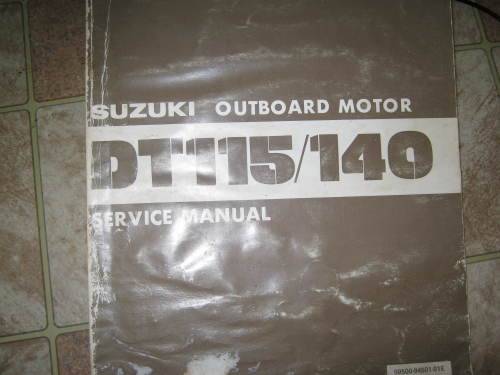 SUZUKI OUTBOARD MOTOR
DT115/140
SERVICE MANUAL